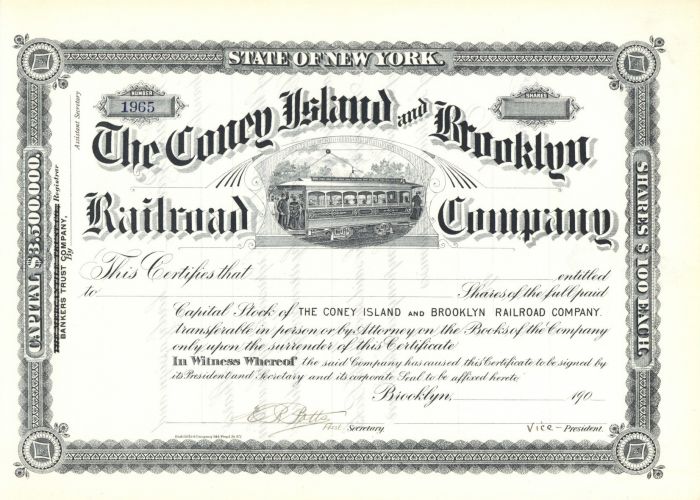 STATE OF NEW YORK.
NUMBER
1965
SHARES
The Coney Island and Brooklyn
Railroad Company
This Certifies that entitled
to Shares of the full paid
Capital Stock of THE CONEY ISLAND AND BROOKLYN RAILROAD COMPANY.
transferable in person or by Attorney on the Books of the Company
only upon the surrender of this Certificate
In Witness Whereof the said Company has caused this Certificate to be signed by
its President and Secretary and its corporate Seal to be affixed hereto
Brooklyn, 190
Asst. Secretary. Vice- President.
CAPITAL $3,500,000.
BANKERS TRUST COMPANY,
Registrar
By
Assistant Secretary
SHARES $100 EACH.